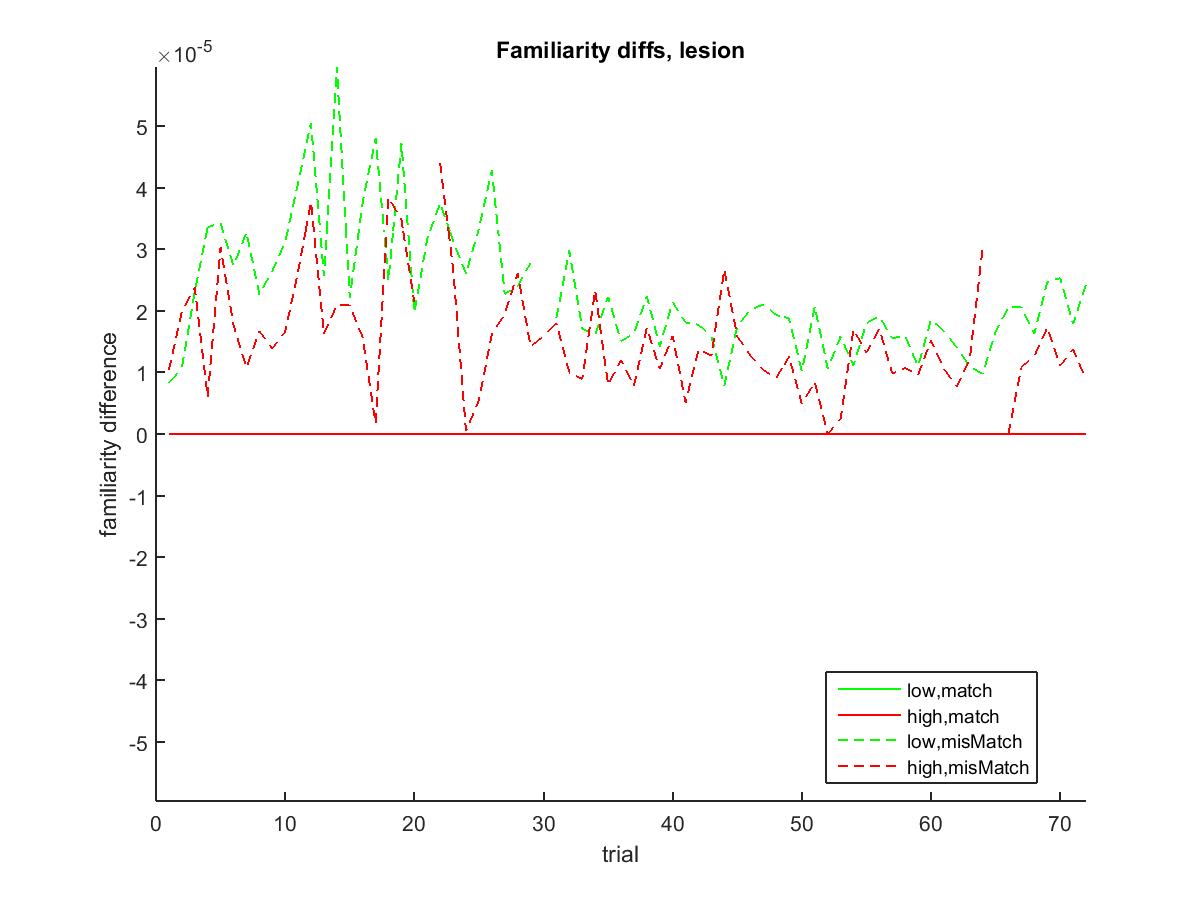 ×10-5
Familiarity diffs, lesion
5
4
3
2
1
0
-1
-2
-3
-4
-5
familiarity difference
low,match
high,match
low,misMatch
high,misMatch
0 10 20 30 40 50 60 70
trial